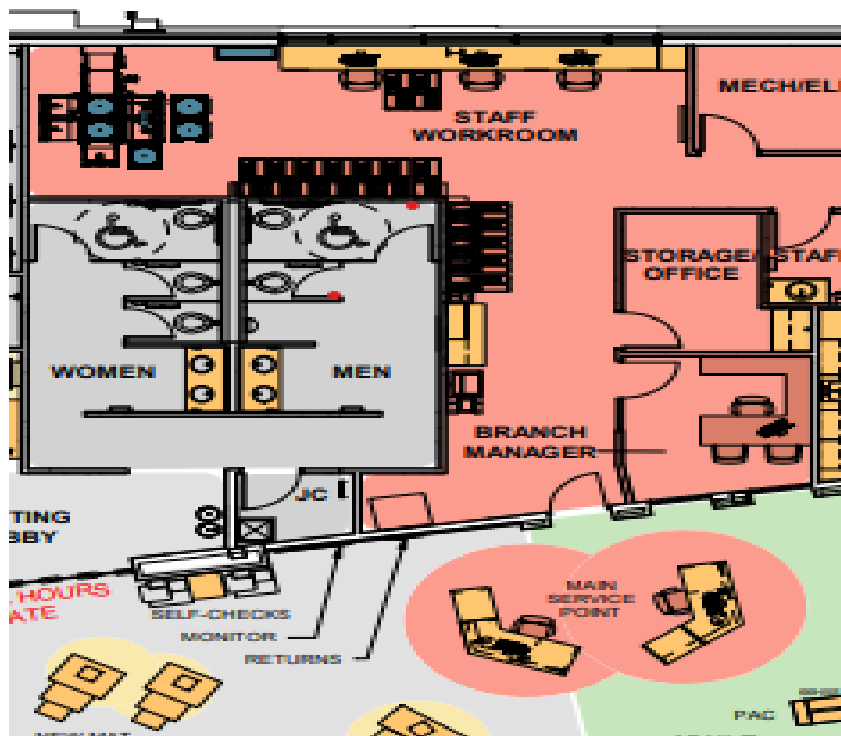 MECH/ELE
STAFF
WORKROOM
STORAGE/
OFFICE
STAFF
WOMEN
MEN
BRANCH
MANAGER
JC
TING
BBY
HOURS
ATE
SELF-CHECKS
MONITOR
RETURNS
MAIN
SERVICE
POINT
PAC